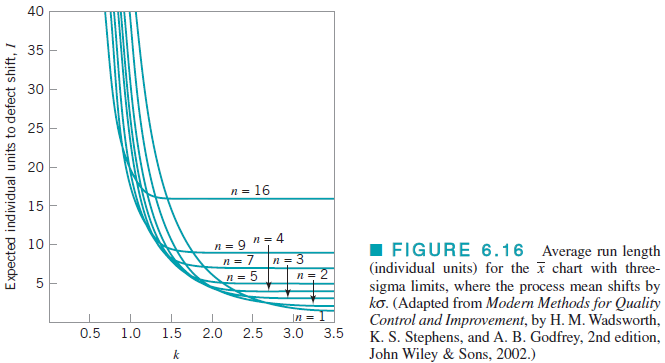 Expected individual units to defect shift, I
40
35
30
25
20
15
10
5
n = 16
n = 9
n = 4
n = 7
n = 3
n = 5
n = 2
n = 1
0.5 1.0 1.5 2.0 2.5 3.0 3.5
k
■ FIGURE 6.16 Average run length
(individual units) for the x̄ chart with three-
sigma limits, where the process mean shifts by
kσ. (Adapted from Modern Methods for Quality
Control and Improvement, by H. M. Wadsworth,
K. S. Stephens, and A. B. Godfrey, 2nd edition,
John Wiley & Sons, 2002.)